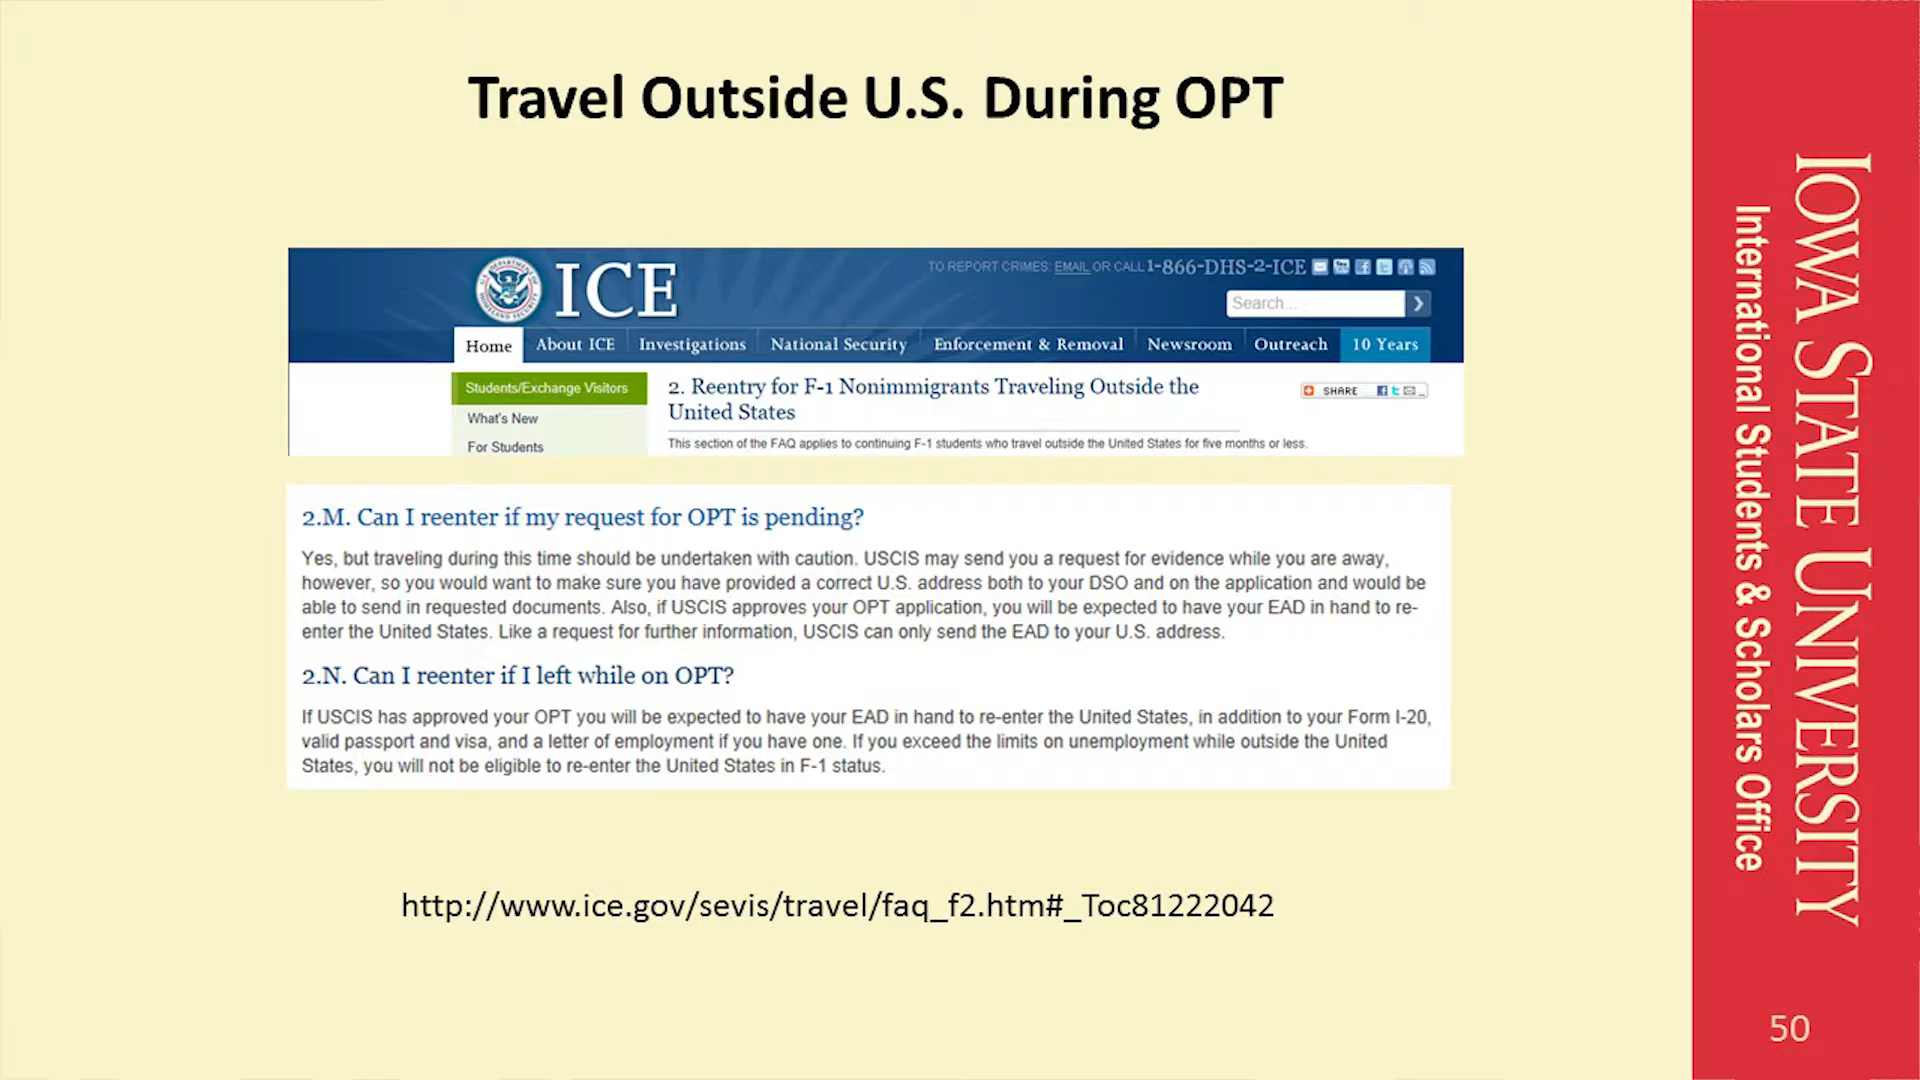 Travel Outside U.S. During OPT
ICE
TO REPORT CRIMES: EMAIL OR CALL 1-866-DHS-2-ICE
Search...
Home About ICE Investigations National Security Enforcement & Removal Newsroom Outreach 10 Years
Students/Exchange Visitors
What's New
For Students
2. Reentry for F-1 Nonimmigrants Traveling Outside the
United States
SHARE
This section of the FAQ applies to continuing F-1 students who travel outside the United States for five months or less.
2.M. Can I reenter if my request for OPT is pending?
Yes, but traveling during this time should be undertaken with caution. USCIS may send you a request for evidence while you are away,
however, so you would want to make sure you have provided a correct U.S. address both to your DSO and on the application and would be
able to send in requested documents. Also, if USCIS approves your OPT application, you will be expected to have your EAD in hand to re-
enter the United States. Like a request for further information, USCIS can only send the EAD to your U.S. address.
2.N. Can I reenter if I left while on OPT?
If USCIS has approved your OPT you will be expected to have your EAD in hand to re-enter the United States, in addition to your Form I-20,
valid passport and visa, and a letter of employment if you have one. If you exceed the limits on unemployment while outside the United
States, you will not be eligible to re-enter the United States in F-1 status.
http://www.ice.gov/sevis/travel/faq_f2.htm#_Toc81222042
IOWA STATE UNIVERSITY
International Students & Scholars Office
50